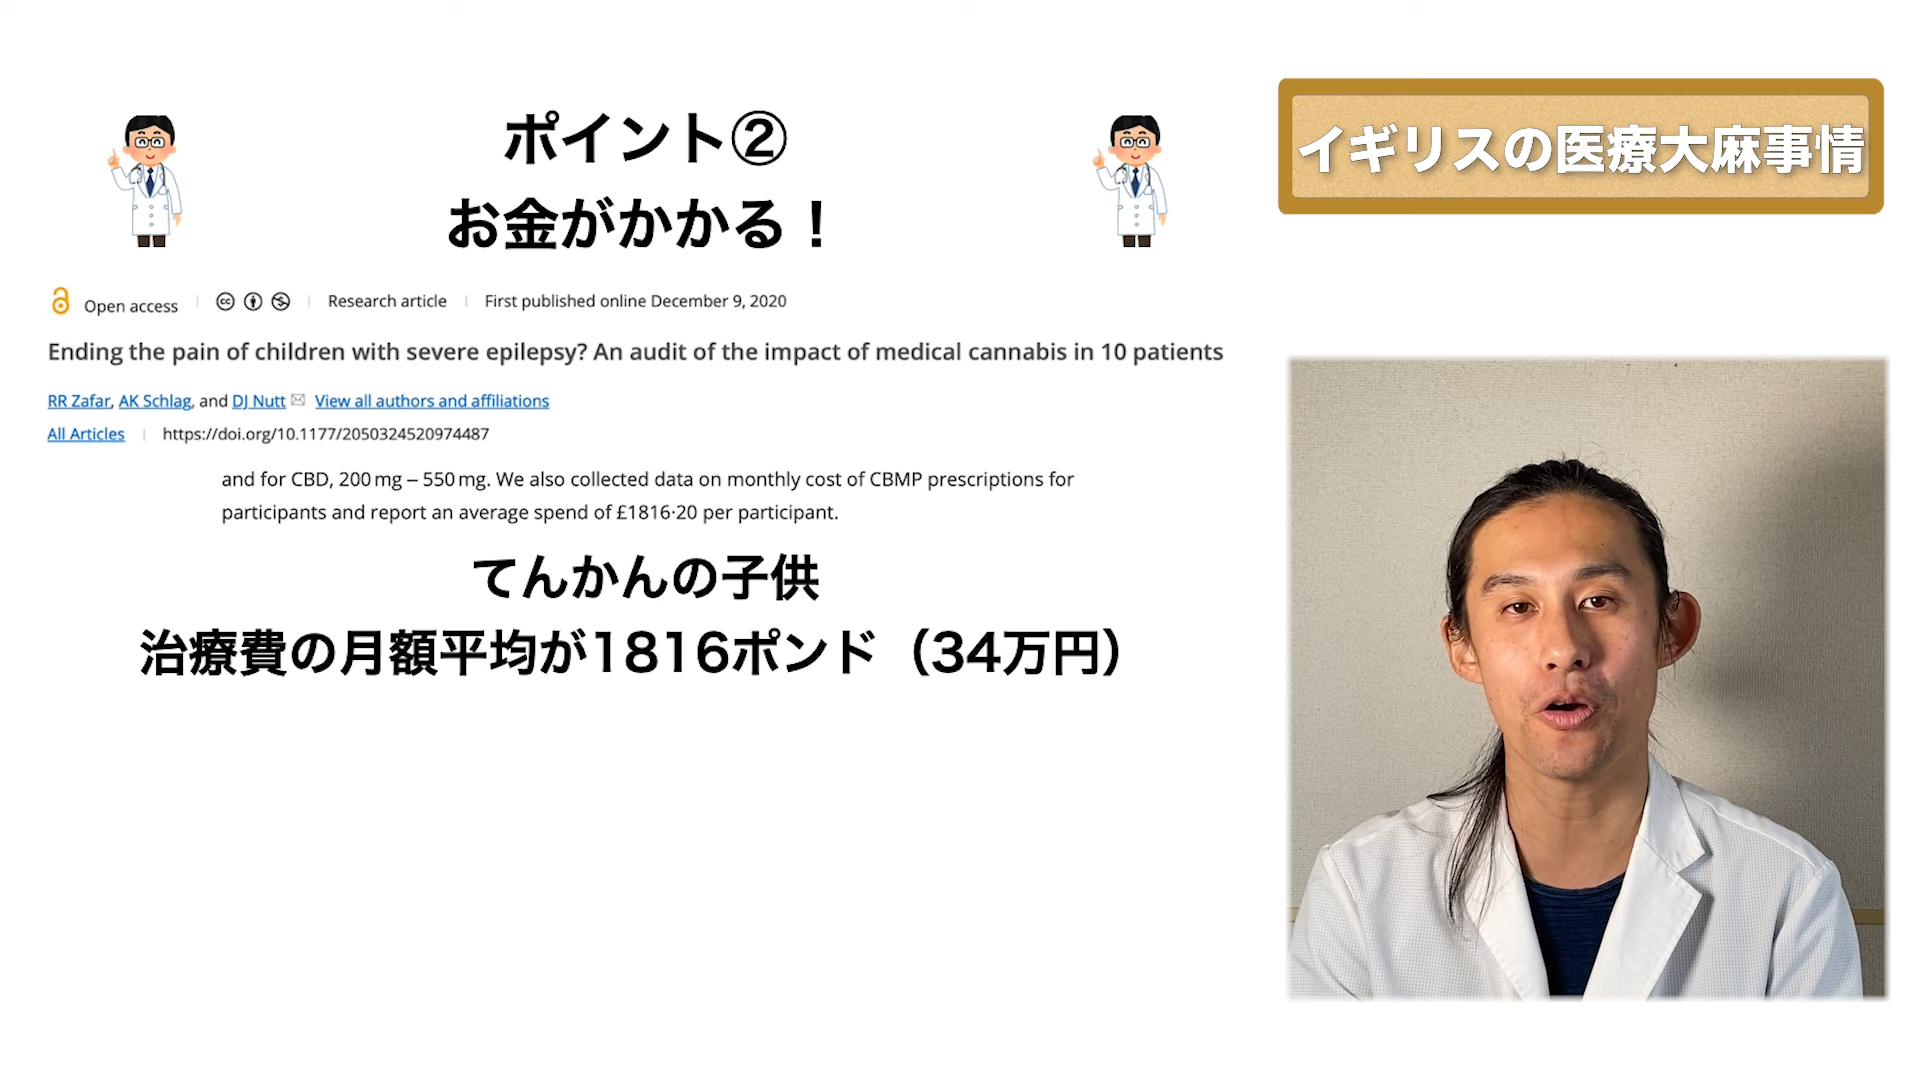 ポイント②
お金がかかる！
イギリスの医療大麻事情
Open access | Research article | First published online December 9, 2020
Ending the pain of children with severe epilepsy? An audit of the impact of medical cannabis in 10 patients
RR Zafar, AK Schlag, and DJ Nutt View all authors and affiliations
All Articles | https://doi.org/10.1177/2050324520974487
and for CBD, 200 mg – 550 mg. We also collected data on monthly cost of CBMP prescriptions for
participants and report an average spend of £1816·20 per participant.
てんかんの子供
治療費の月額平均が1816ポンド（34万円）